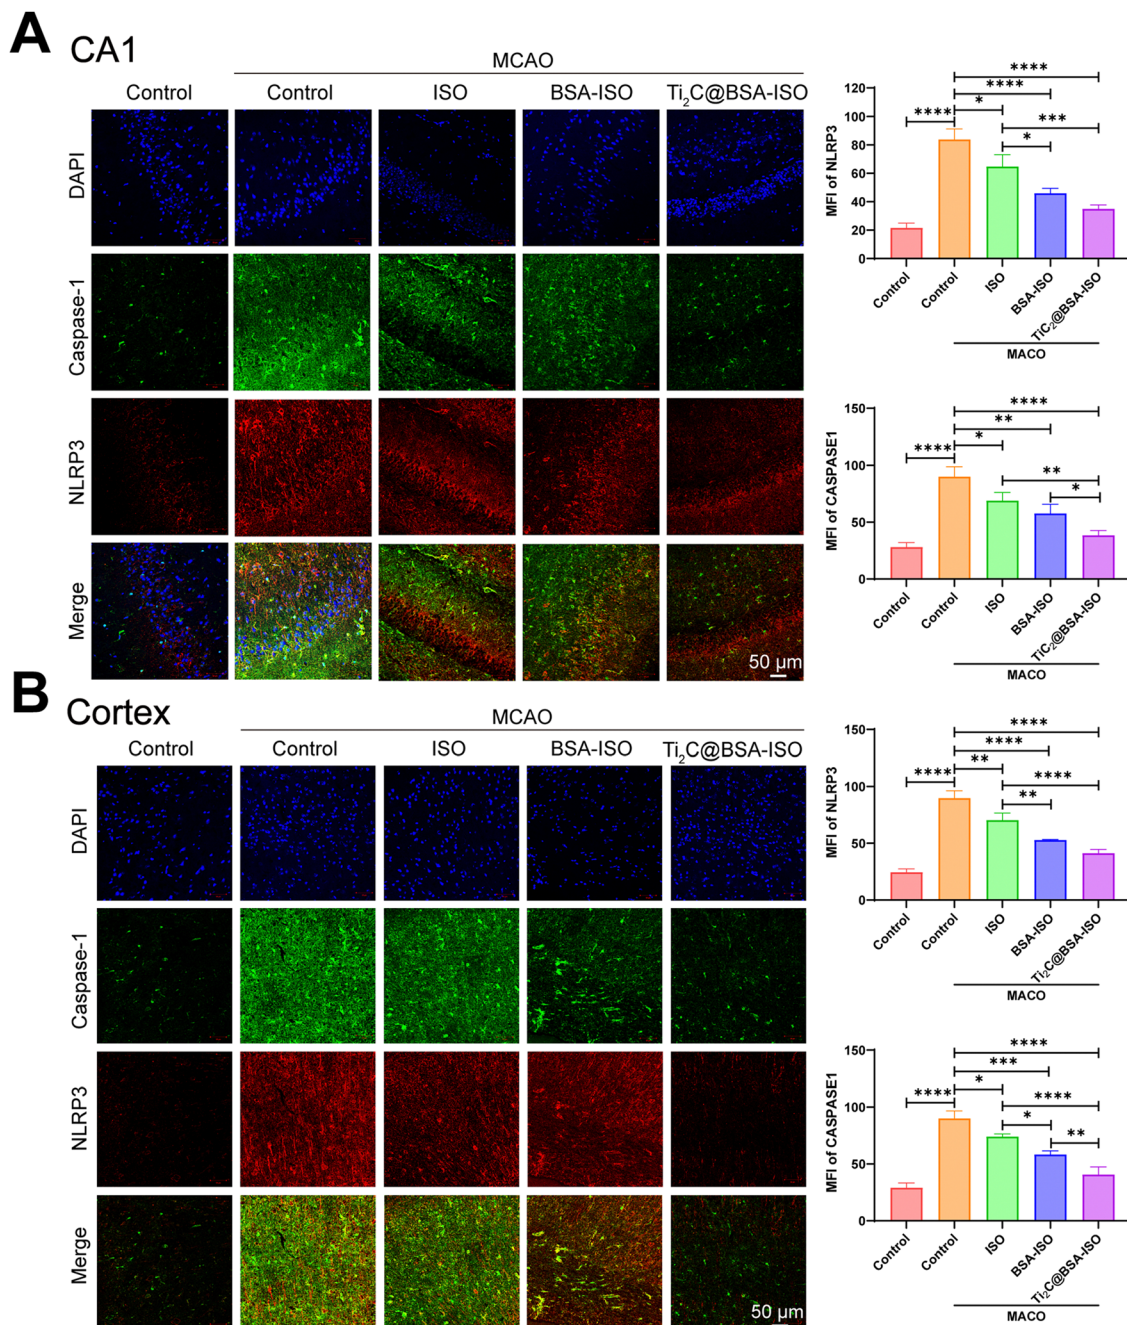 A CA1
MCAO
Control Control ISO BSA-ISO Ti₂C@BSA-ISO
DAPI
Caspase-1
NLRP3
Merge
50 μm
MFI of NLRP3
120
100
80
60
40
20
0
****
****
****
*
***
*
Control
Control
ISO
BSA-ISO
TiC₂@BSA-ISO
MACO
MFI of CASPASE1
150
100
50
0
****
**
****
*
**
*
Control
Control
ISO
BSA-ISO
TiC₂@BSA-ISO
MACO
B Cortex
MCAO
Control Control ISO BSA-ISO Ti₂C@BSA-ISO
DAPI
Caspase-1
NLRP3
Merge
50 μm
MFI of NLRP3
150
100
50
0
****
****
**
****
****
**
Control
Control
ISO
BSA-ISO
Ti₂C@BSA-ISO
MACO
MFI of CASPASE1
150
100
50
0
****
***
****
*
****
*
**
Control
Control
ISO
BSA-ISO
Ti₂C@BSA-ISO
MACO